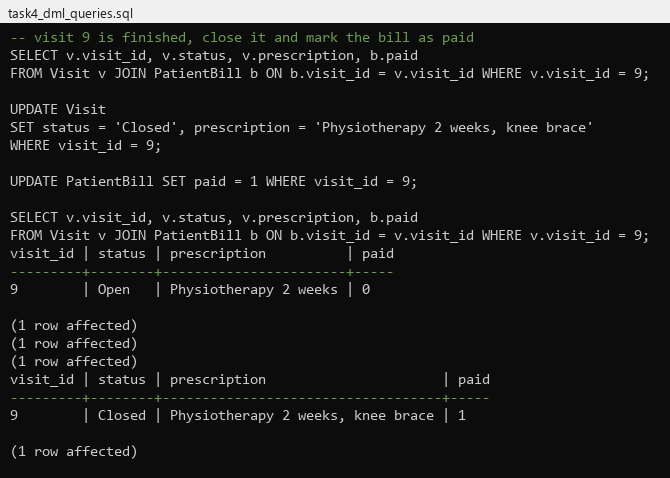 task4_dml_queries.sql
-- visit 9 is finished, close it and mark the bill as paid
SELECT v.visit_id, v.status, v.prescription, b.paid
FROM Visit v JOIN PatientBill b ON b.visit_id = v.visit_id WHERE v.visit_id = 9;

UPDATE Visit
SET status = 'Closed', prescription = 'Physiotherapy 2 weeks, knee brace'
WHERE visit_id = 9;

UPDATE PatientBill SET paid = 1 WHERE visit_id = 9;

SELECT v.visit_id, v.status, v.prescription, b.paid
FROM Visit v JOIN PatientBill b ON b.visit_id = v.visit_id WHERE v.visit_id = 9;
visit_id | status | prescription          | paid
---------+--------+-----------------------+-----
9        | Open   | Physiotherapy 2 weeks | 0

(1 row affected)
(1 row affected)
(1 row affected)
visit_id | status | prescription                      | paid
---------+--------+-----------------------------------+-----
9        | Closed | Physiotherapy 2 weeks, knee brace | 1

(1 row affected)